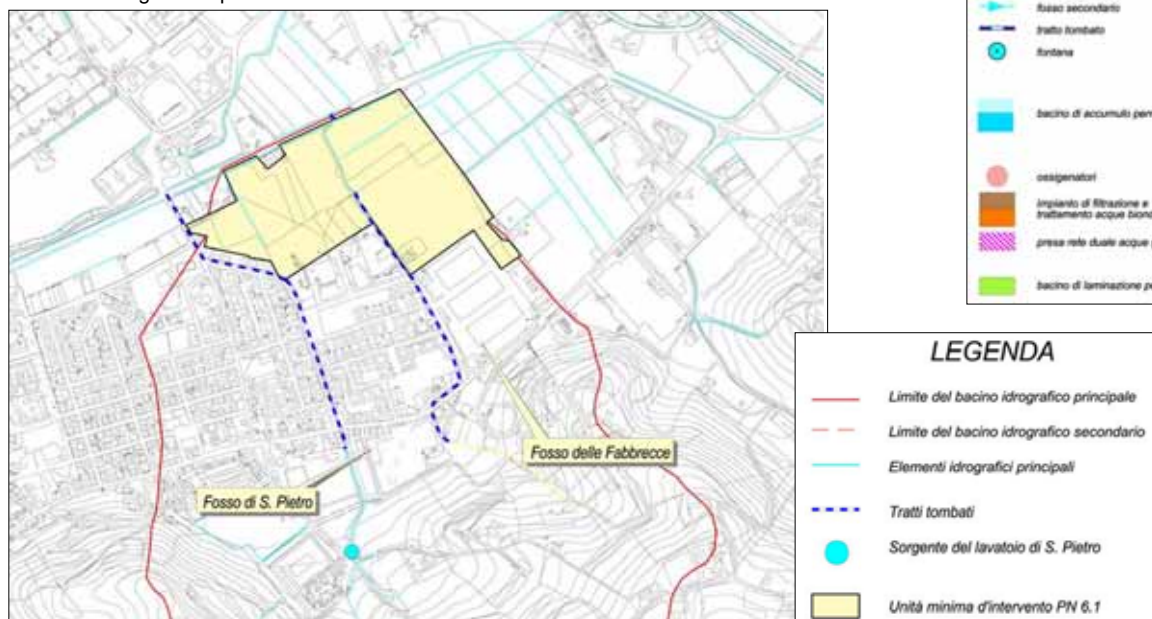 fosso secondario
tratto tombato
fontana
bacino di accumulo
ossigenatori
impianto di filtrazione e
trattamento acque
presa rete duale acque
bacino di laminazione
Fosso delle Fabbrecce
Fosso di S. Pietro
LEGENDA
Limite del bacino idrografico principale
Limite del bacino idrografico secondario
Elementi idrografici principali
Tratti tombati
Sorgente del lavatoio di S. Pietro
Unità minima d'intervento PN 6.1